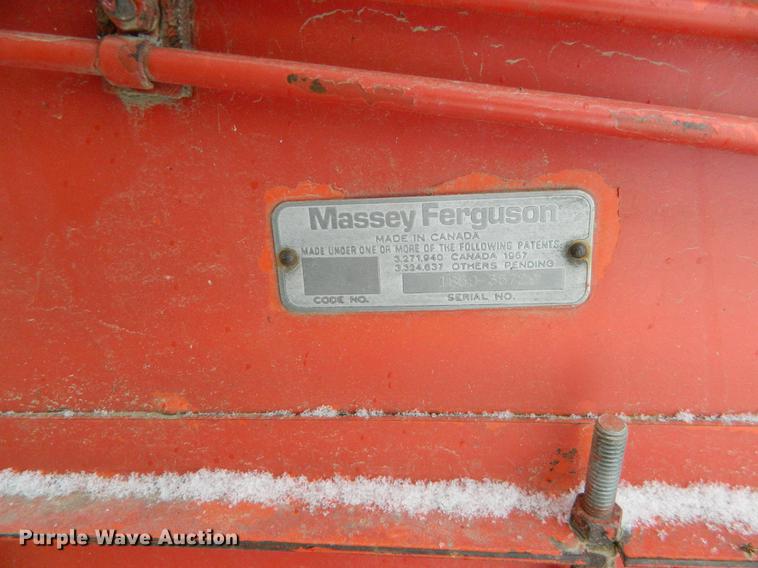 Massey Ferguson
MADE IN CANADA
MADE UNDER ONE OR MORE OF THE FOLLOWING PATENTS:
3,271,940 CANADA 1967
3,324,637 OTHERS PENDING
CODE NO. SERIAL NO.
Purple Wave Auction